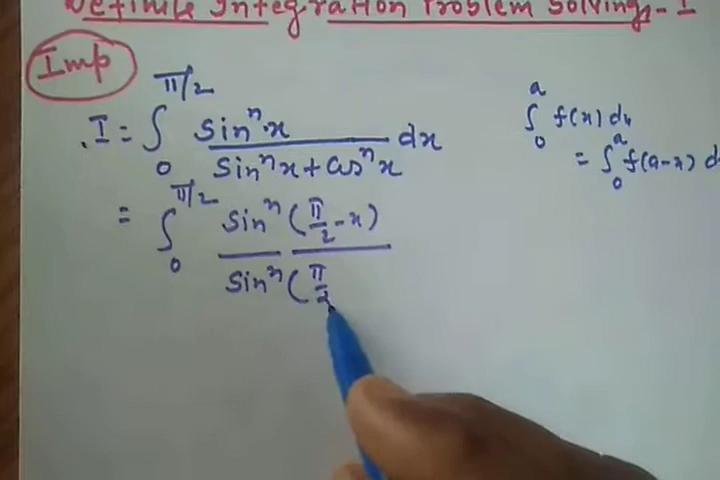 Definite Integration Problem Solving - I
Imp
I = ∫₀^{π/2} sinⁿx / (sinⁿx + cosⁿx) dx
= ∫₀^{π/2} sinⁿ(π/2 - x) / sinⁿ(π/2
∫₀^a f(x) dx
= ∫₀^a f(a-x) d